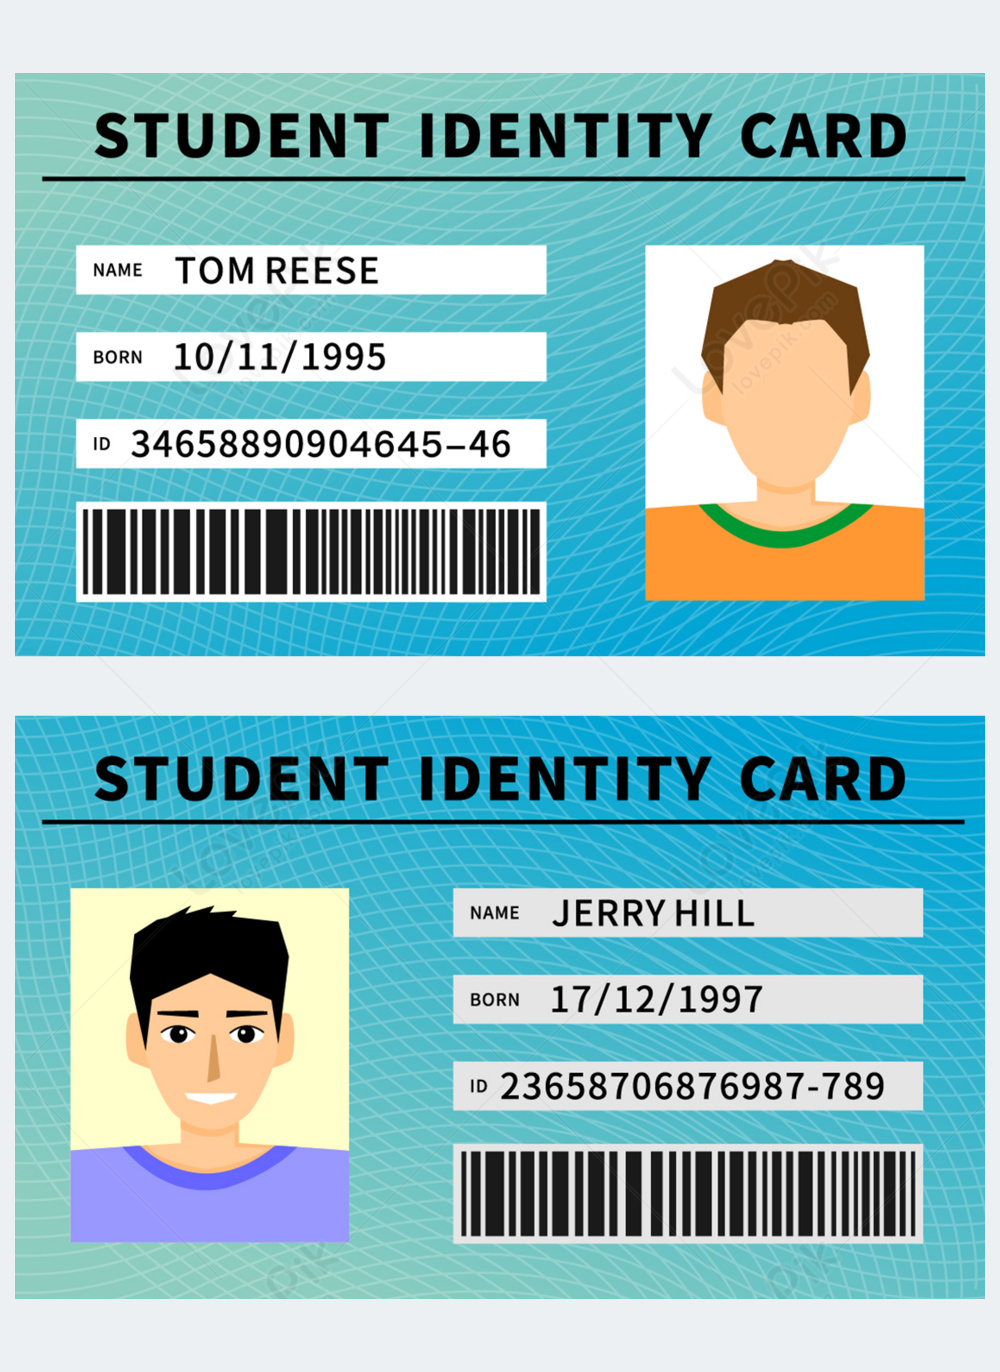 STUDENT IDENTITY CARD
NAME TOM REESE
BORN 10/11/1995
ID 34658890904645–46
STUDENT IDENTITY CARD
NAME JERRY HILL
BORN 17/12/1997
ID 23658706876987-789
Lovepik
lovepik.com